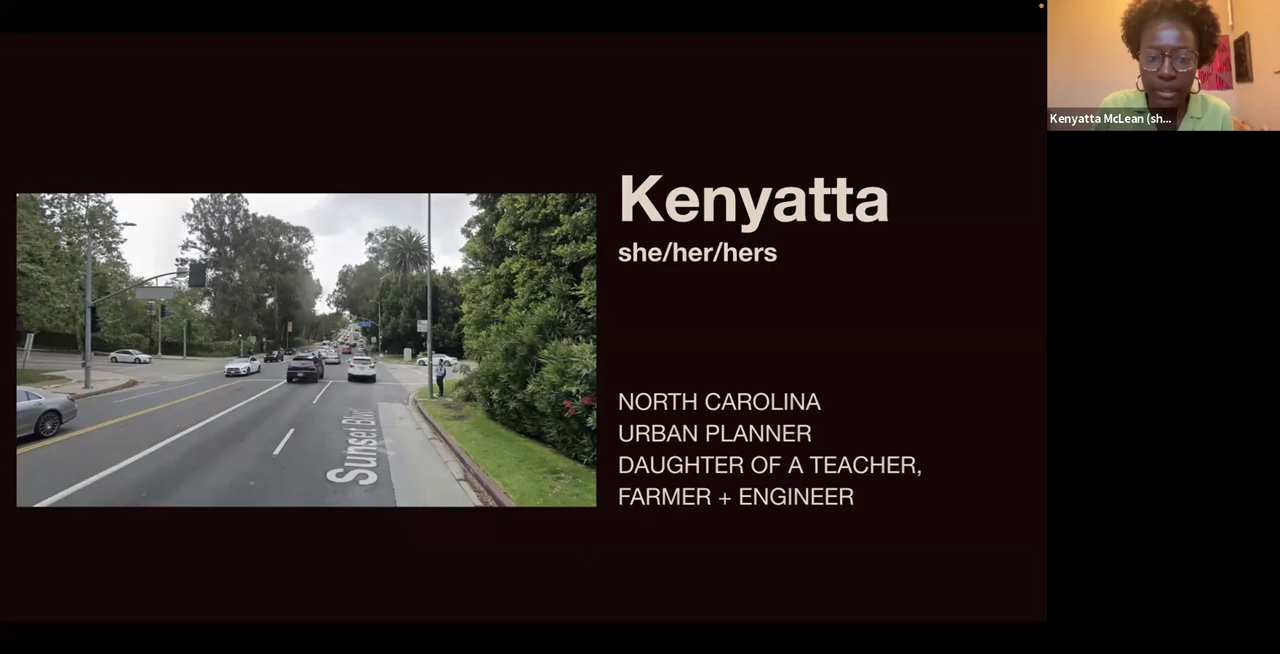 Kenyatta McLean (sh...
Kenyatta
she/her/hers
Sunset Blvd
NORTH CAROLINA
URBAN PLANNER
DAUGHTER OF A TEACHER,
FARMER + ENGINEER